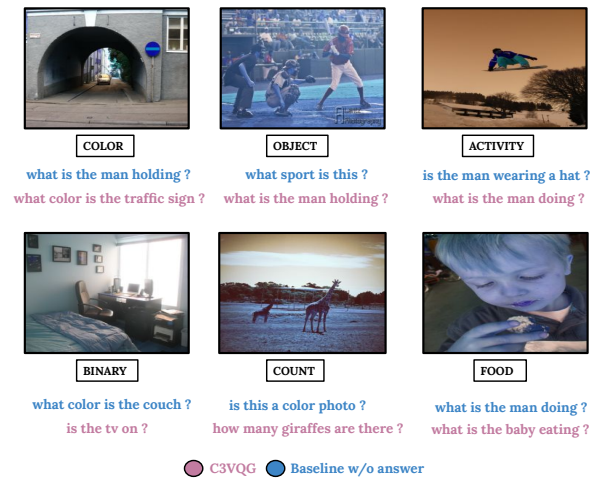 COLOR
what is the man holding ?
what color is the traffic sign ?
OBJECT
what sport is this ?
what is the man holding ?
ACTIVITY
is the man wearing a hat ?
what is the man doing ?
BINARY
what color is the couch ?
is the tv on ?
COUNT
is this a color photo ?
how many giraffes are there ?
FOOD
what is the man doing ?
what is the baby eating ?
C3VQG
Baseline w/o answer